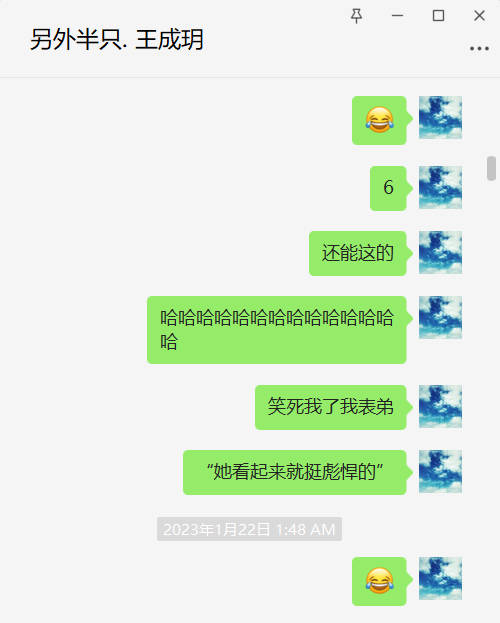 另外半只. 王成玥
😂
6
还能这的
哈哈哈哈哈哈哈哈哈哈哈哈哈
哈
笑死我了我表弟
“她看起来就挺彪悍的”
2023年1月22日 1:48 AM
😂